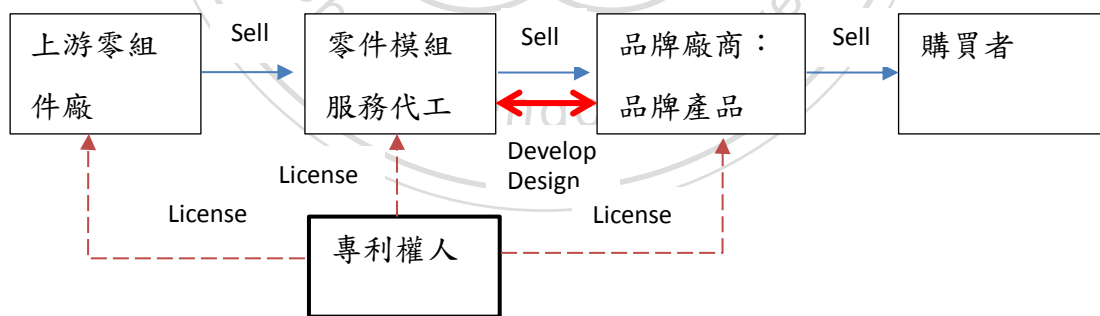 上游零組
件廠
Sell
零件模組
服務代工
Sell
品牌廠商：
品牌產品
Sell
購買者
Develop
Design
License
License
License
專利權人